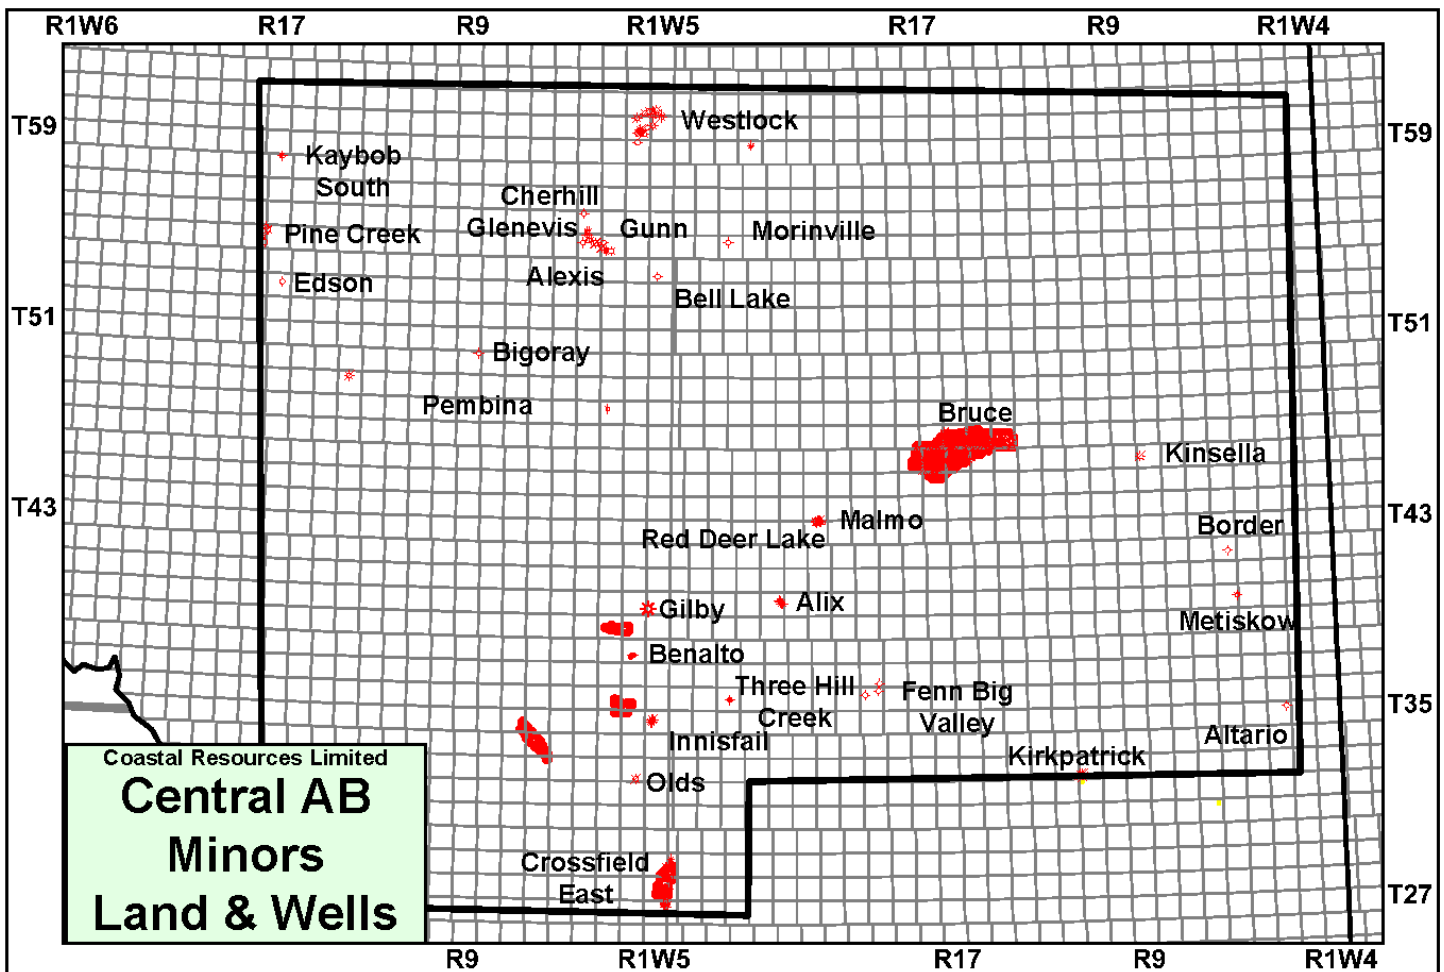 R1W6 R17 R9 R1W5 R17 R9 R1W4
T59 Westlock T59
Kaybob
South
Cherhill
Glenevis Gunn Morinville
Pine Creek
Alexis
Edson
Bell Lake
T51 T51
Bigoray
Pembina
Bruce
Kinsella
T43 Malmo T43
Border
Red Deer Lake
Gilby Alix
Metiskow
Benalto
Three Hill
Creek
Fenn Big
Valley
T35
Innisfail
Altario
Kirkpatrick
Olds
Coastal Resources Limited
Central AB
Minors
Land & Wells
Crossfield
East
T27
R9 R1W5 R17 R9 R1W4